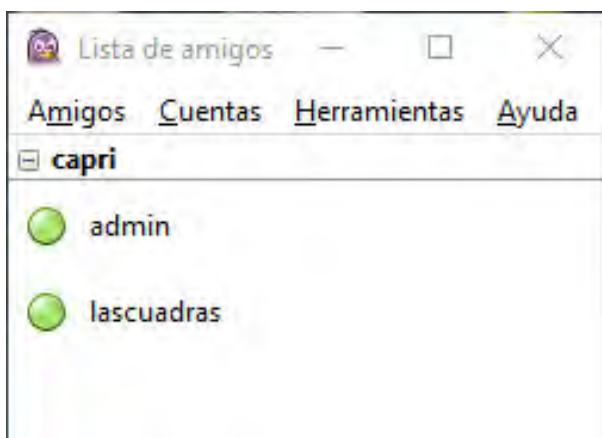 Lista de amigos
Amigos Cuentas Herramientas Ayuda
capri
admin
lascuadras